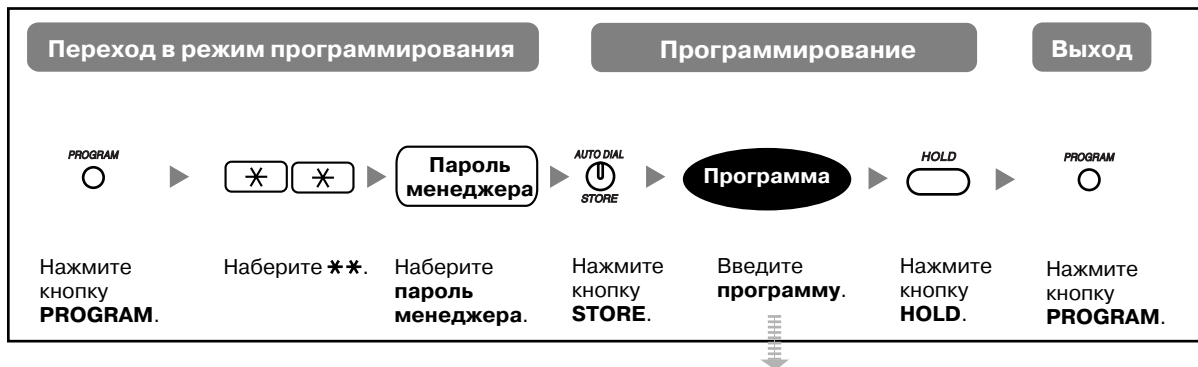 Переход в режим программирования
Программирование
Выход
PROGRAM
* *
Пароль
менеджера
AUTO DIAL
STORE
Программа
HOLD
PROGRAM
Нажмите
кнопку
PROGRAM.
Наберите **.
Наберите
пароль
менеджера.
Нажмите
кнопку
STORE.
Введите
программу.
Нажмите
кнопку
HOLD.
Нажмите
кнопку
PROGRAM.